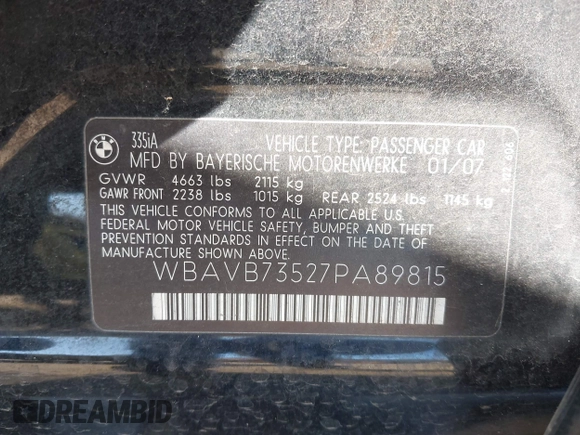 BMW
335iA
VEHICLE TYPE: PASSENGER CAR
MFD BY BAYERISCHE MOTORENWERKE 01/07
GVWR 4663 lbs 2115 kg
GAWR FRONT 2238 lbs 1015 kg REAR 2524 lbs 1145 kg
THIS VEHICLE CONFORMS TO ALL APPLICABLE U.S.
FEDERAL MOTOR VEHICLE SAFETY, BUMPER AND THEFT
PREVENTION STANDARDS IN EFFECT ON THE DATE OF
MANUFACTURE SHOWN ABOVE.
WBAVB73527PA89815
DREAMBID